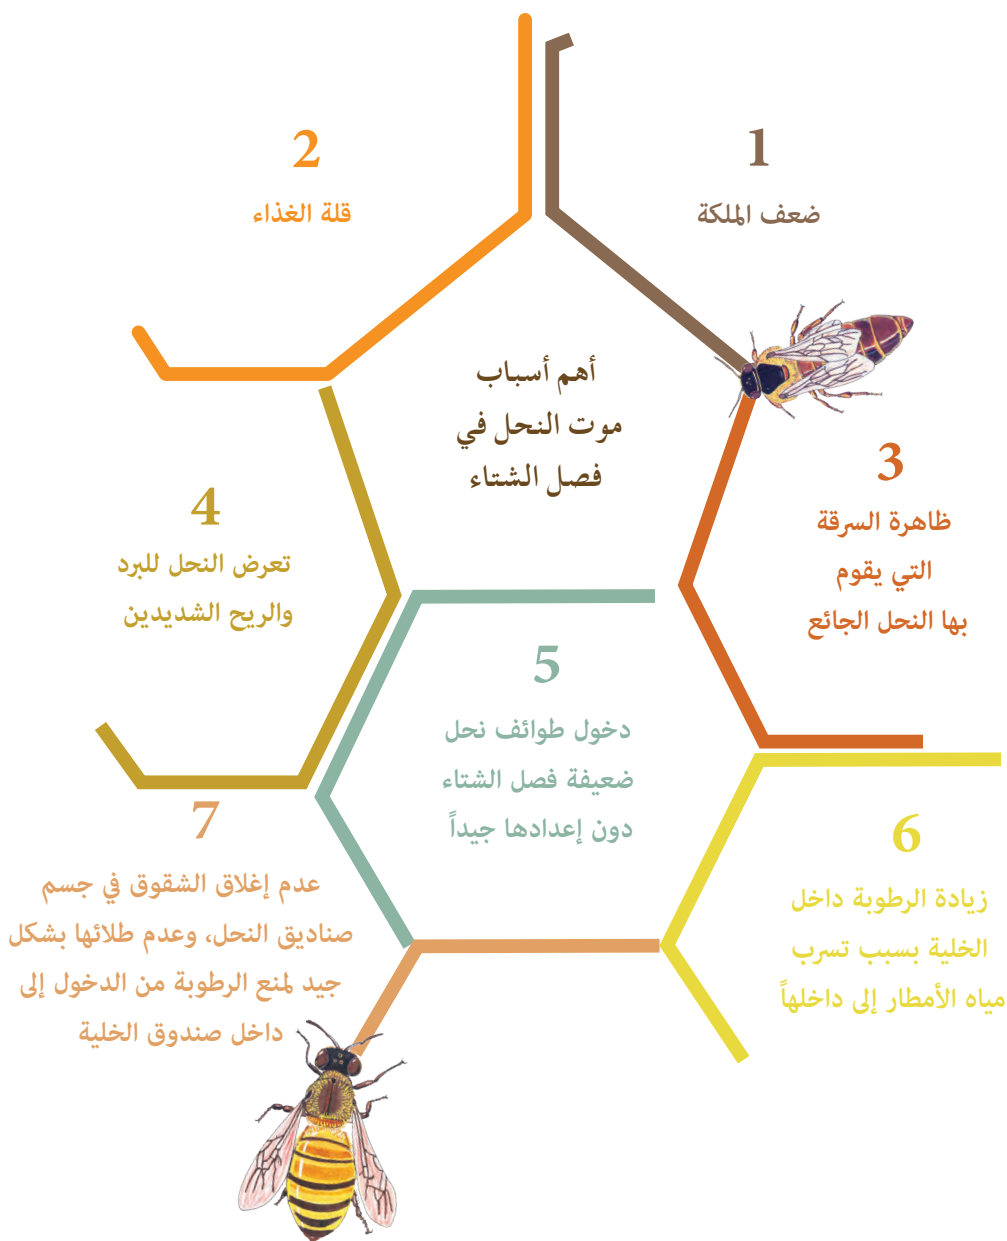 أهم أسباب
موت النحل في
فصل الشتاء
1
ضعف الملكة
2
قلة الغذاء
3
ظاهرة السرقة
التي يقوم
بها النحل الجائع
4
تعرض النحل للبرد
والريح الشديدين
5
دخول طوائف نحل
ضعيفة فصل الشتاء
دون إعدادها جيداً
6
زيادة الرطوبة داخل
الخلية بسبب تسرب
مياه الأمطار إلى داخلهاً
7
عدم إغلاق الشقوق في جسم
صناديق النحل، وعدم طلائها بشكل
جيد لمنع الرطوبة من الدخول إلى
داخل صندوق الخلية